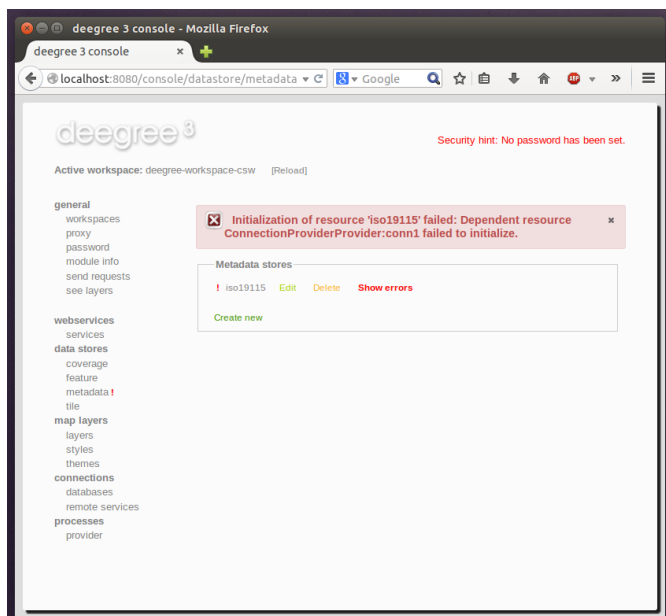 deegree 3 console - Mozilla Firefox
deegree 3 console
localhost:8080/console/datastore/metadata
Google
ABP
deegree 3
Security hint: No password has been set.
Active workspace: deegree-workspace-csw [Reload]
general
workspaces
proxy
password
module info
send requests
see layers
webservices
services
data stores
coverage
feature
metadata !
tile
map layers
layers
styles
themes
connections
databases
remote services
processes
provider
Initialization of resource 'iso19115' failed: Dependent resource
ConnectionProviderProvider:conn1 failed to initialize.
Metadata stores
! iso19115 Edit Delete Show errors
Create new